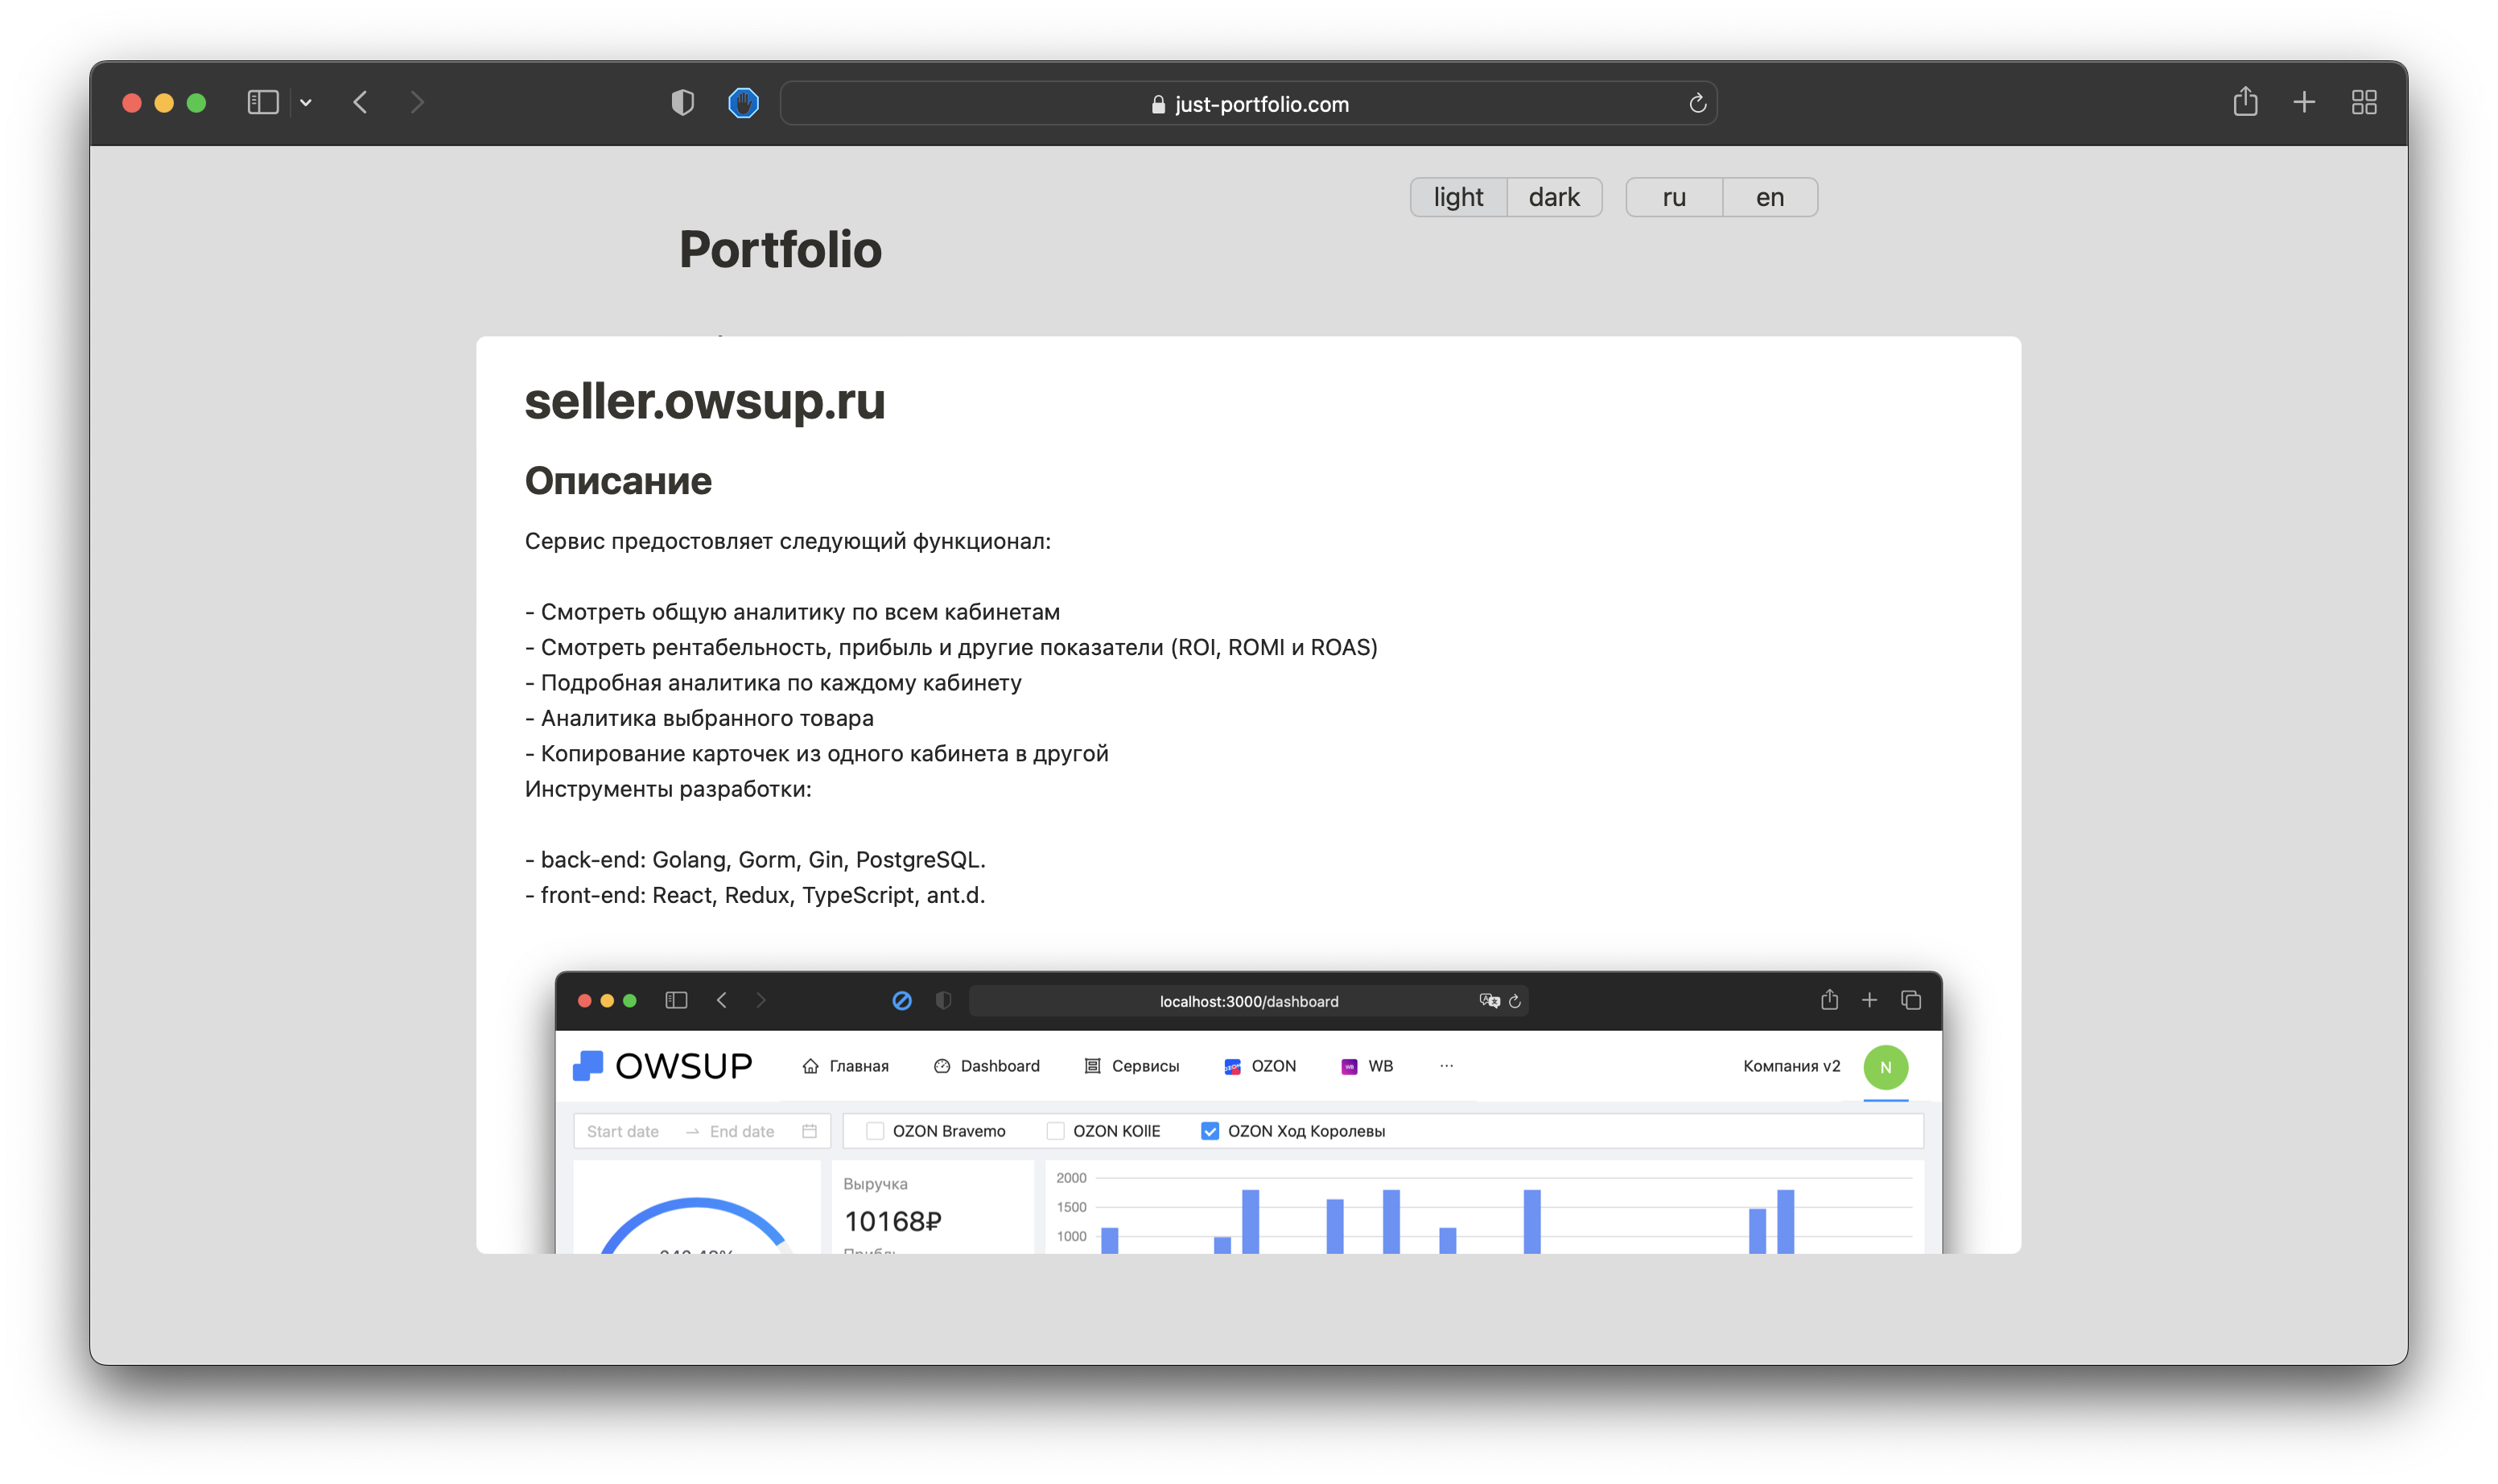 just-portfolio.com
light dark ru en
Portfolio
seller.owsup.ru
Описание
Сервис предостовляет следующий функционал:
- Смотреть общую аналитику по всем кабинетам
- Смотреть рентабельность, прибыль и другие показатели (ROI, ROMI и ROAS)
- Подробная аналитика по каждому кабинету
- Аналитика выбранного товара
- Копирование карточек из одного кабинета в другой
Инструменты разработки:
- back-end: Golang, Gorm, Gin, PostgreSQL.
- front-end: React, Redux, TypeScript, ant.d.
localhost:3000/dashboard
OWSUP Главная Dashboard Сервисы OZON WB ··· Компания v2 N
Start date → End date OZON Bravemo OZON KOllE OZON Ход Королевы
Выручка
10168₽
2000
1500
1000